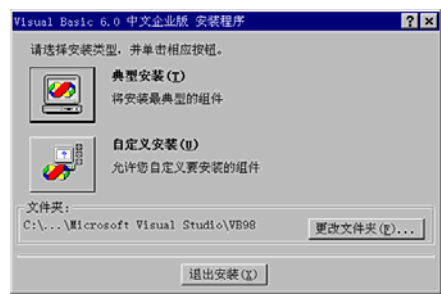 Visual Basic 6.0 中文企业版 安装程序
请选择安装类型，并单击相应按钮。
典型安装(T)
将安装最典型的组件
自定义安装(U)
允许您自定义要安装的组件
文件夹:
C:\...\Microsoft Visual Studio\VB98
更改文件夹(F)...
退出安装(X)